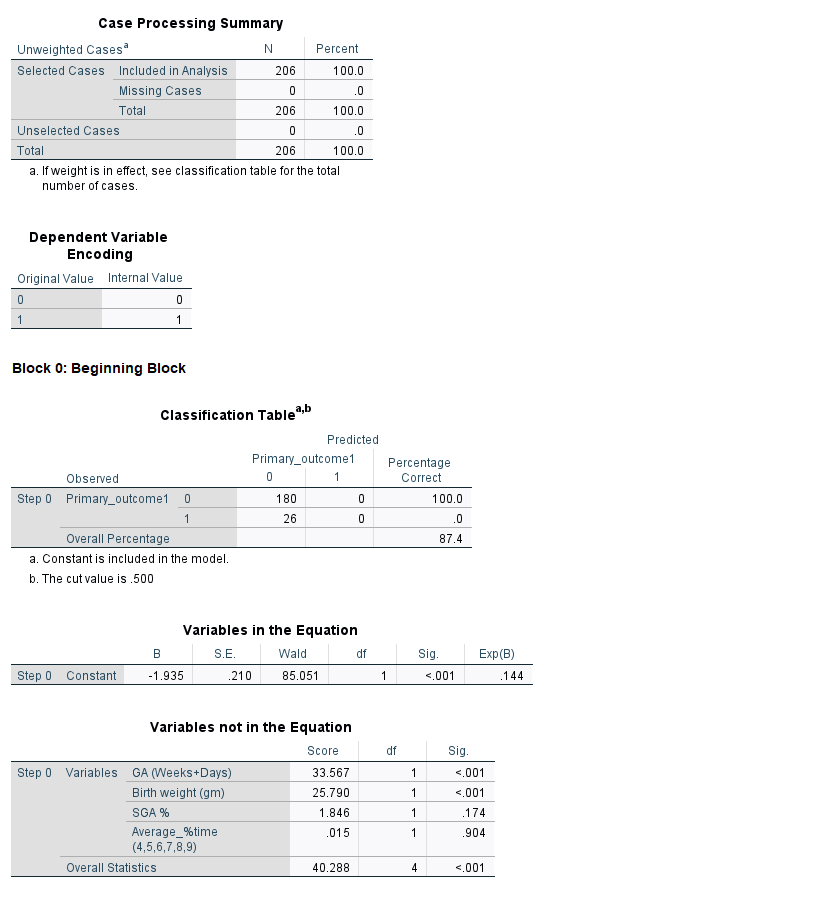 Case Processing Summary
Unweighted Cases^a N Percent
Selected Cases Included in Analysis 206 100.0
Missing Cases 0 .0
Total 206 100.0
Unselected Cases 0 .0
Total 206 100.0
a. If weight is in effect, see classification table for the total
number of cases.
Dependent Variable
Encoding
Original Value Internal Value
0 0
1 1
Block 0: Beginning Block
Classification Table^a,b
Predicted
Primary_outcome1 Percentage
Observed 0 1 Correct
Step 0 Primary_outcome1 0 180 0 100.0
1 26 0 .0
Overall Percentage 87.4
a. Constant is included in the model.
b. The cut value is .500
Variables in the Equation
B S.E. Wald df Sig. Exp(B)
Step 0 Constant -1.935 .210 85.051 1 <.001 .144
Variables not in the Equation
Score df Sig.
Step 0 Variables GA (Weeks+Days) 33.567 1 <.001
Birth weight (gm) 25.790 1 <.001
SGA % 1.846 1 .174
Average_%time .015 1 .904
(4,5,6,7,8,9)
Overall Statistics 40.288 4 <.001